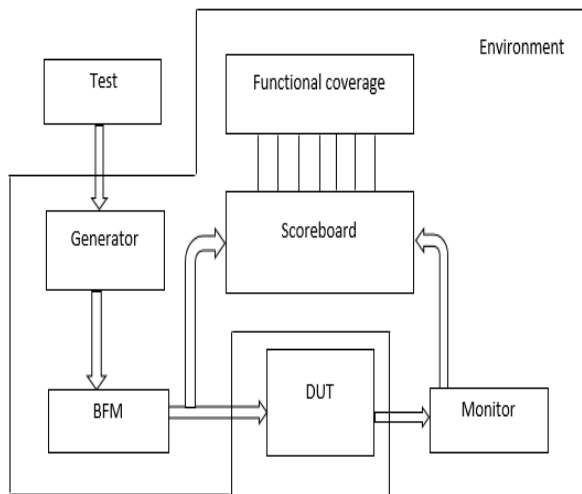 Environment
Test
Functional coverage
Generator
Scoreboard
BFM
DUT
Monitor